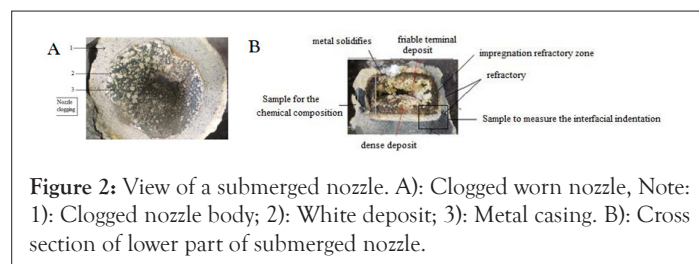 A
1
2
3
Nozzle
clogging
B
metal solidifies
friable terminal
deposit
impregnation refractory zone
refractory
Sample for the
chemical composition
Sample to measure the interfacial indentation
dense deposit
Figure 2: View of a submerged nozzle. A): Clogged worn nozzle, Note:
1): Clogged nozzle body; 2): White deposit; 3): Metal casing. B): Cross
section of lower part of submerged nozzle.